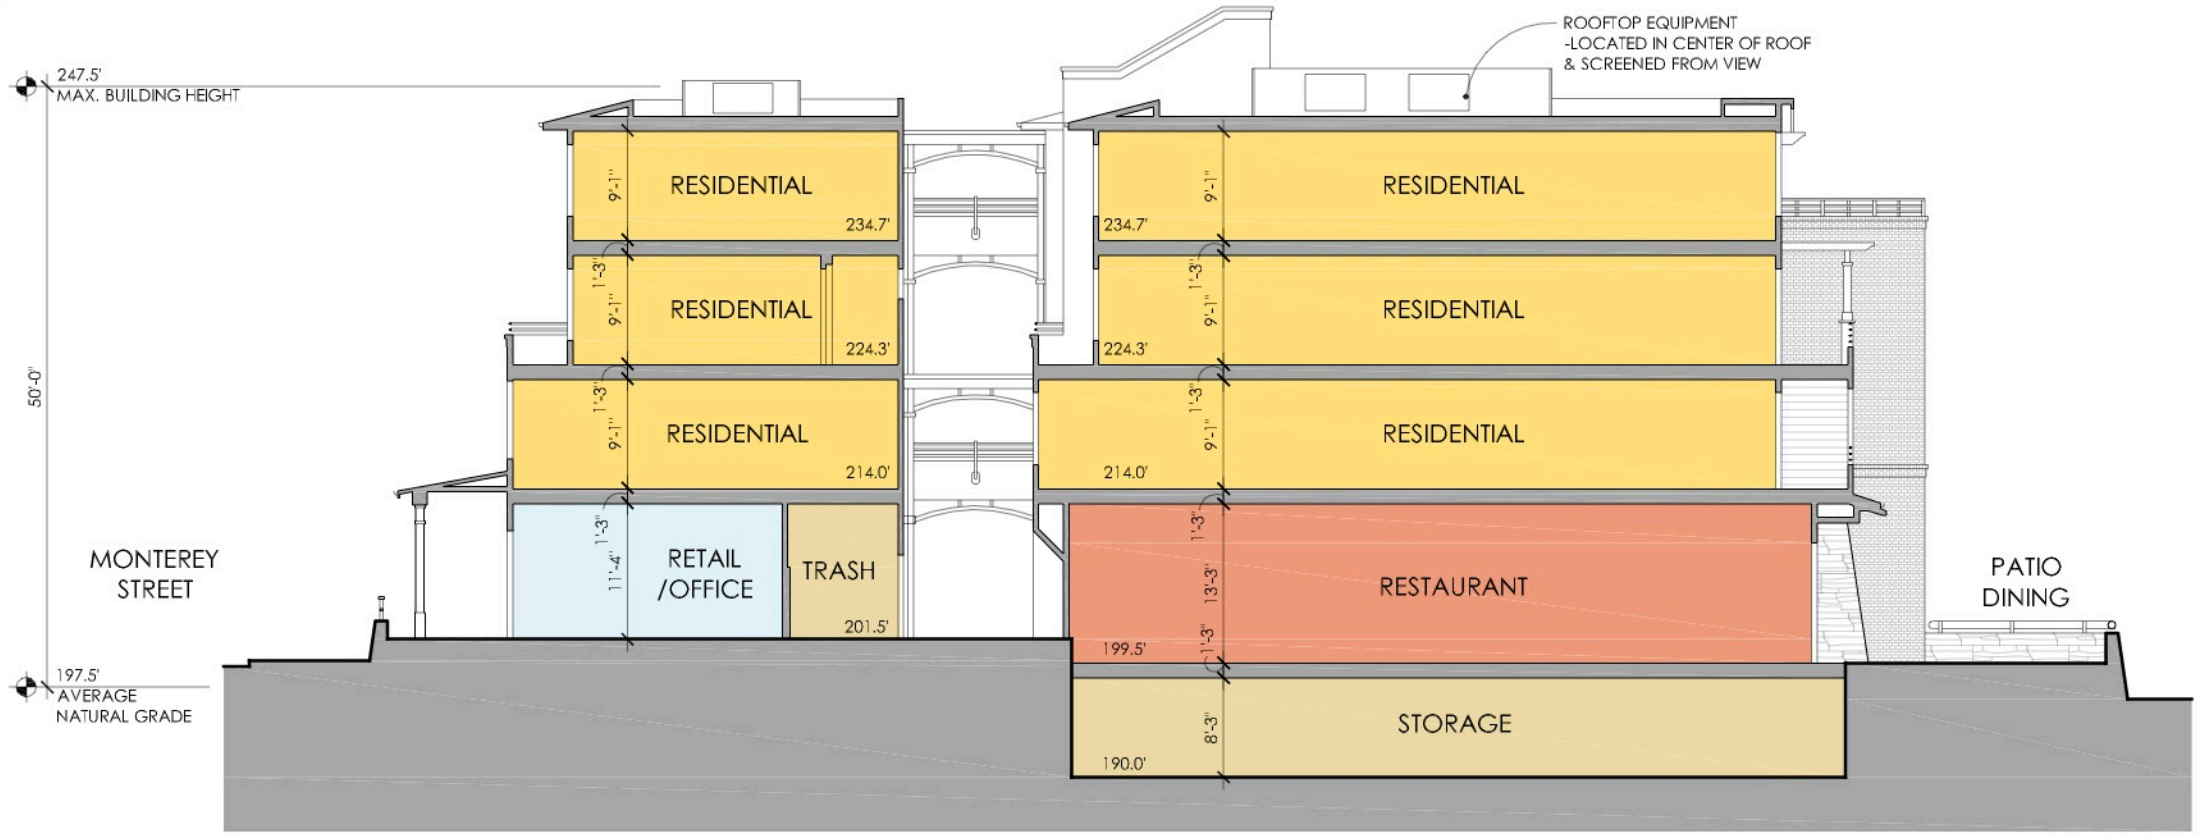 ROOFTOP EQUIPMENT
-LOCATED IN CENTER OF ROOF
& SCREENED FROM VIEW
247.5'
MAX. BUILDING HEIGHT
50'-0"
197.5'
AVERAGE
NATURAL GRADE
MONTEREY
STREET
9'-1"
RESIDENTIAL
234.7'
1'-3"
9'-1"
RESIDENTIAL
224.3'
1'-3"
9'-1"
RESIDENTIAL
214.0'
1'-3"
11'-4"
RETAIL
/OFFICE
TRASH
201.5'
9'-1"
RESIDENTIAL
234.7'
1'-3"
9'-1"
RESIDENTIAL
224.3'
1'-3"
9'-1"
RESIDENTIAL
214.0'
1'-3"
13'-3"
RESTAURANT
199.5'
1'-3"
8'-3"
STORAGE
190.0'
PATIO
DINING